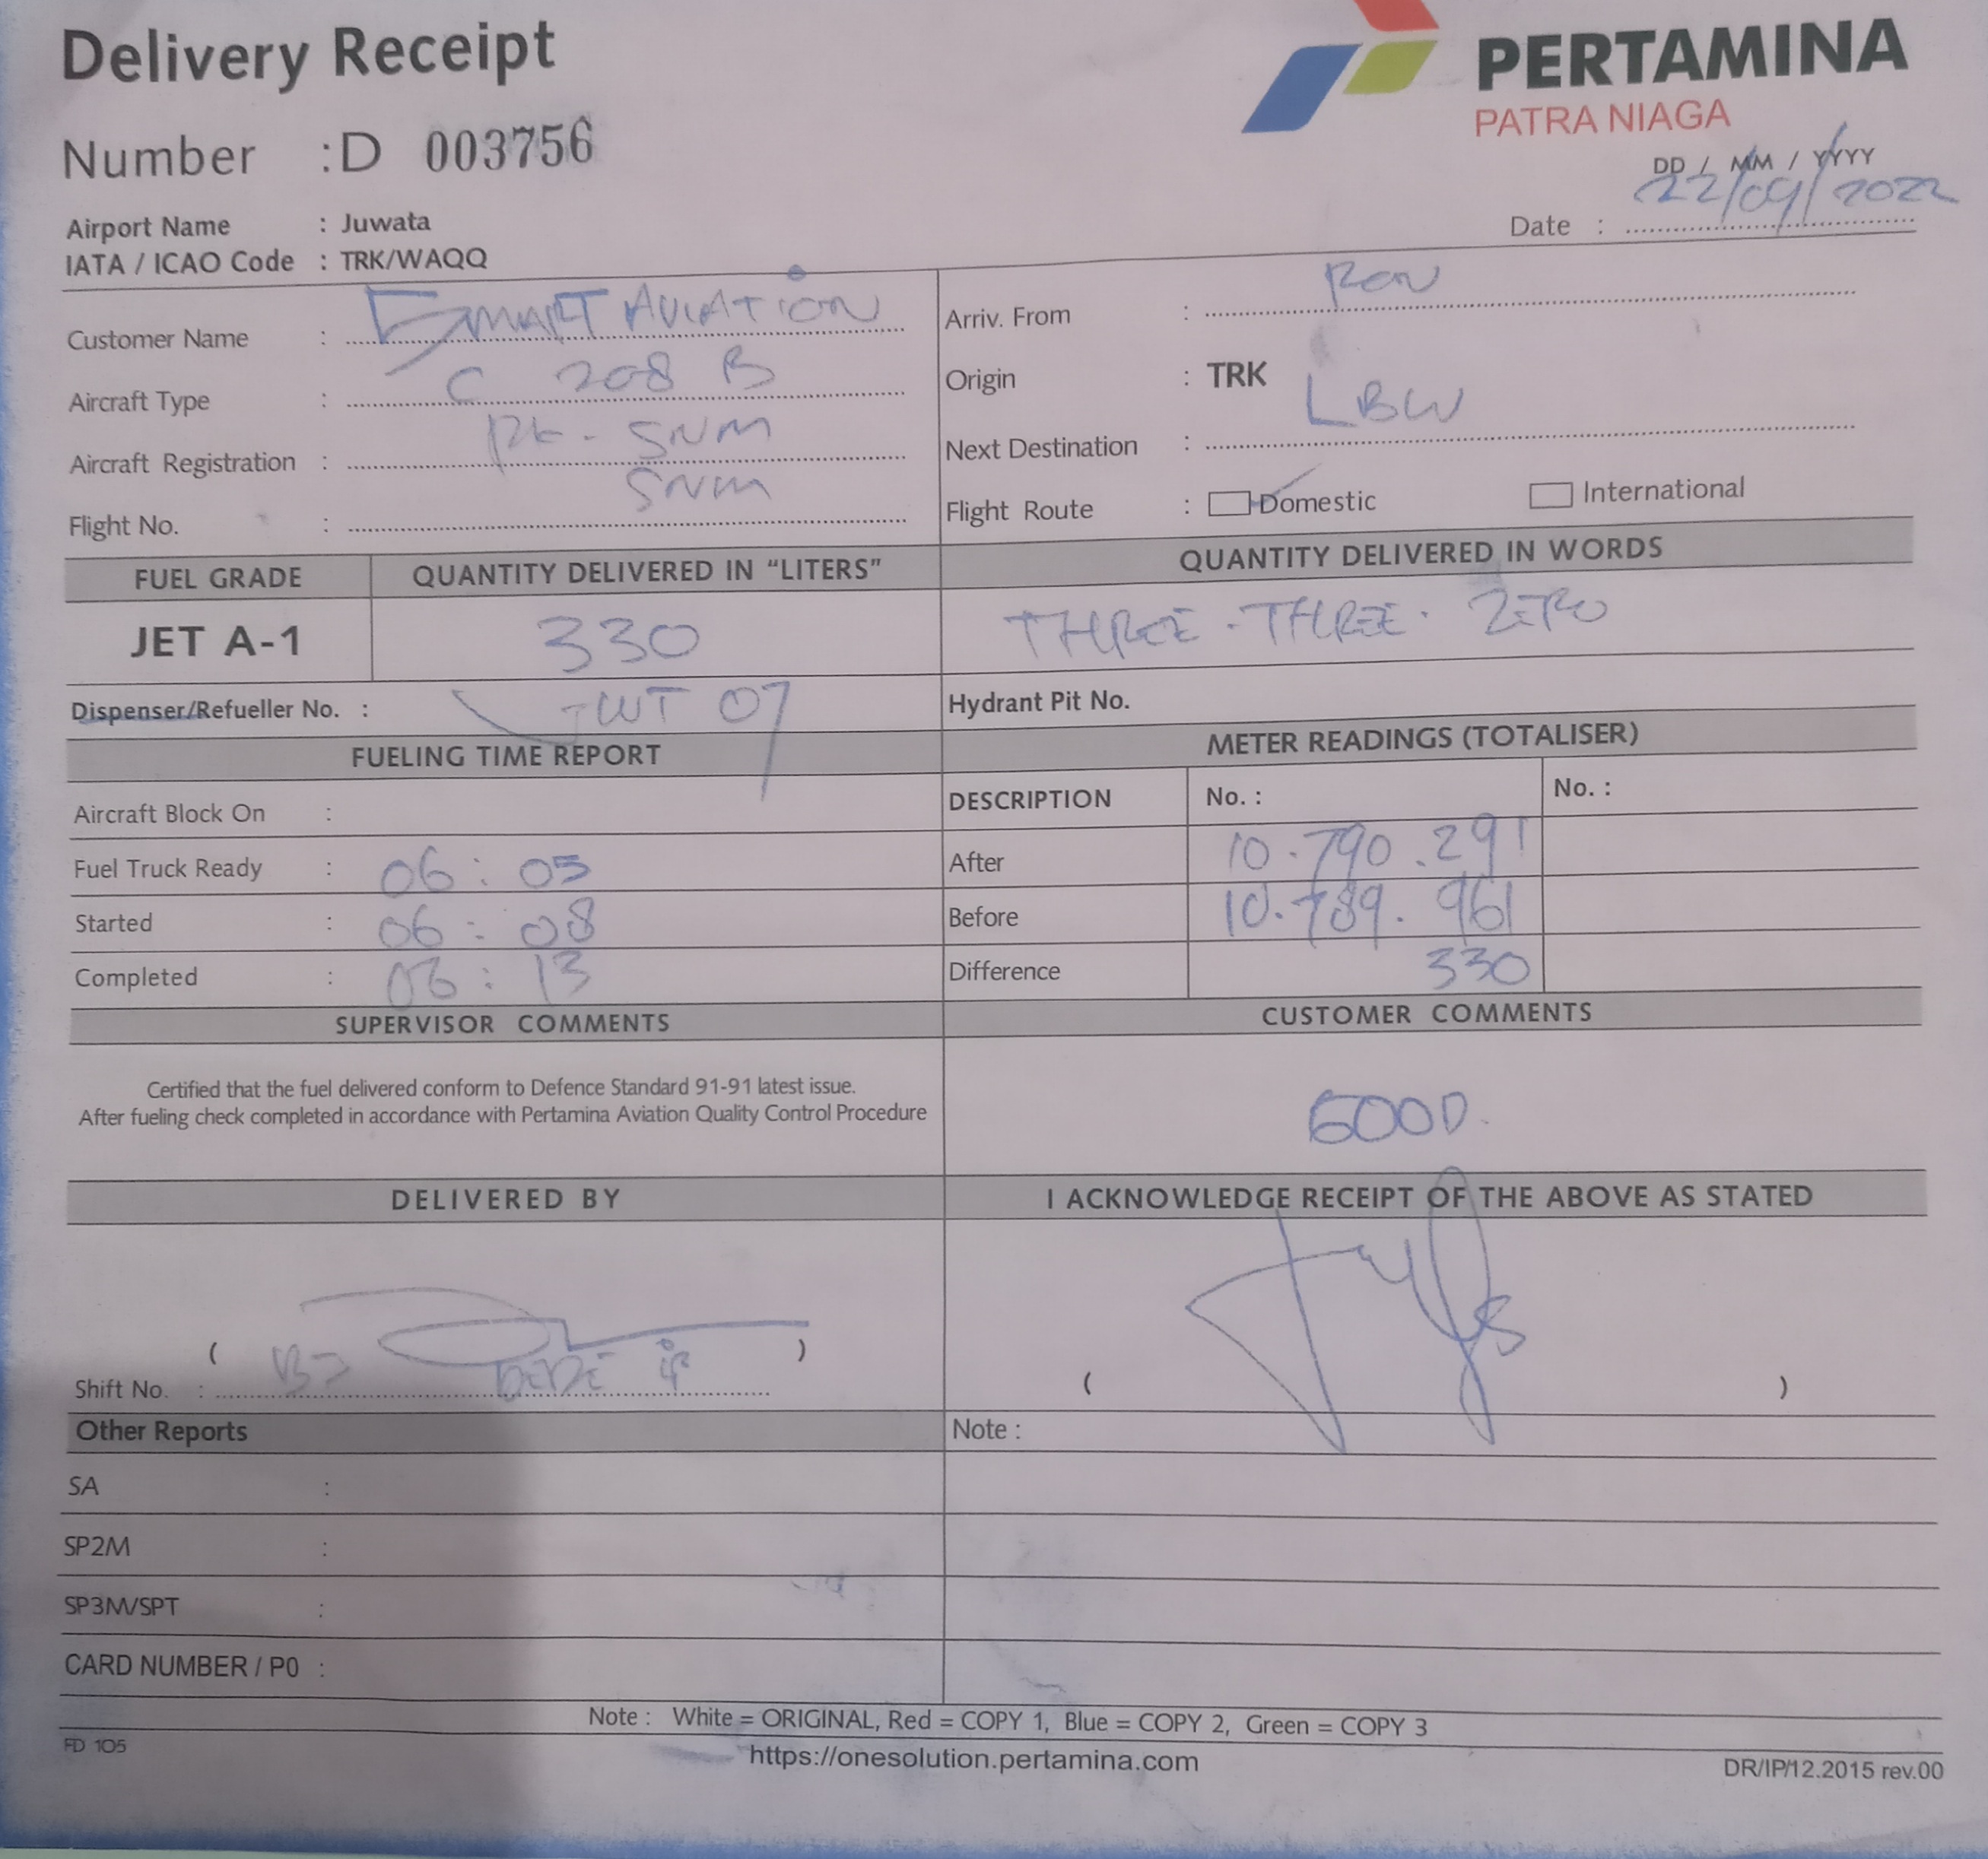 Delivery Receipt
PERTAMINA
PATRA NIAGA
Number : D 003756
DD / MM / YYYY
Date : 22/09/2022
Airport Name : Juwata
IATA / ICAO Code : TRK/WAQQ
Customer Name : SMART AVIATION
Aircraft Type : C 208 B
Aircraft Registration : PK - SNM
Flight No. : SNM
Arriv. From : RON
Origin : TRK
Next Destination : LBW
Flight Route : Domestic International
FUEL GRADE QUANTITY DELIVERED IN "LITERS" QUANTITY DELIVERED IN WORDS
JET A-1 330 THREE - THREE - ZERO
Dispenser/Refueller No. : WT 07 Hydrant Pit No.
FUELING TIME REPORT
Aircraft Block On :
Fuel Truck Ready : 06 : 05
Started : 06 : 08
Completed : 06 : 13
METER READINGS (TOTALISER)
DESCRIPTION No. : No. :
After 10.790.291
Before 10.789.961
Difference 330
SUPERVISOR COMMENTS
Certified that the fuel delivered conform to Defence Standard 91-91 latest issue.
After fueling check completed in accordance with Pertamina Aviation Quality Control Procedure
CUSTOMER COMMENTS
GOOD.
DELIVERED BY
( )
Shift No. : DEDE
I ACKNOWLEDGE RECEIPT OF THE ABOVE AS STATED
( )
Other Reports
Note :
SA :
SP2M :
SP3M/SPT :
CARD NUMBER / P0 :
Note : White = ORIGINAL, Red = COPY 1, Blue = COPY 2, Green = COPY 3
FD 105
https://onesolution.pertamina.com
DR/IP/12.2015 rev.00